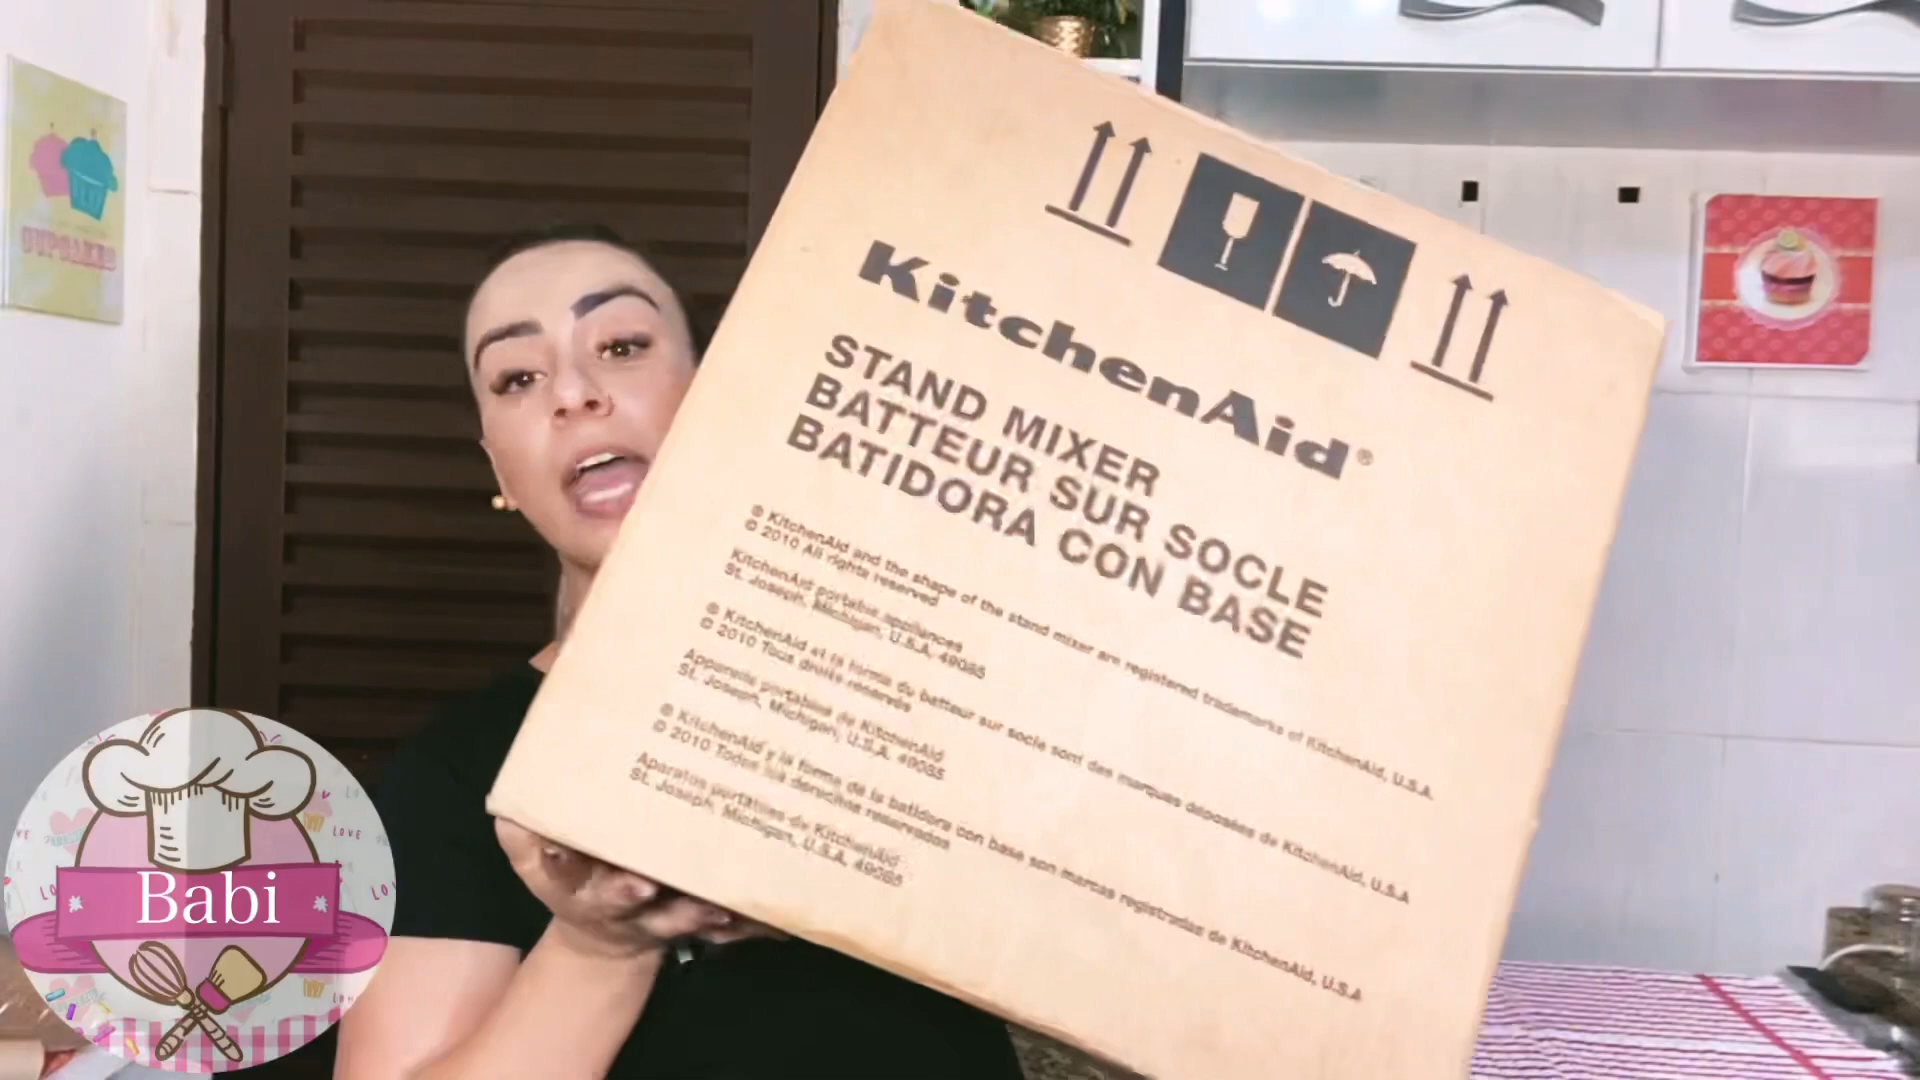 CUPCAKES
KitchenAid®
STAND MIXER
BATTEUR SUR SOCLE
BATIDORA CON BASE
® KitchenAid and the shape of the stand mixer are registered trademarks of KitchenAid, U.S.A.
© 2010 All rights reserved
KitchenAid portable appliances
St. Joseph, Michigan, U.S.A. 49085
® KitchenAid et la forme du batteur sur socle sont des marques déposées de KitchenAid, U.S.A
© 2010 Tous droits réservés
Appareils portables de KitchenAid
St. Joseph, Michigan, U.S.A. 49085
® KitchenAid y la forma de la batidora con base son marcas registradas de KitchenAid, U.S.A
© 2010 Todos los derechos reservados
Aparatos portátiles de KitchenAid
St. Joseph, Michigan, U.S.A. 49085
LOVE
Babi